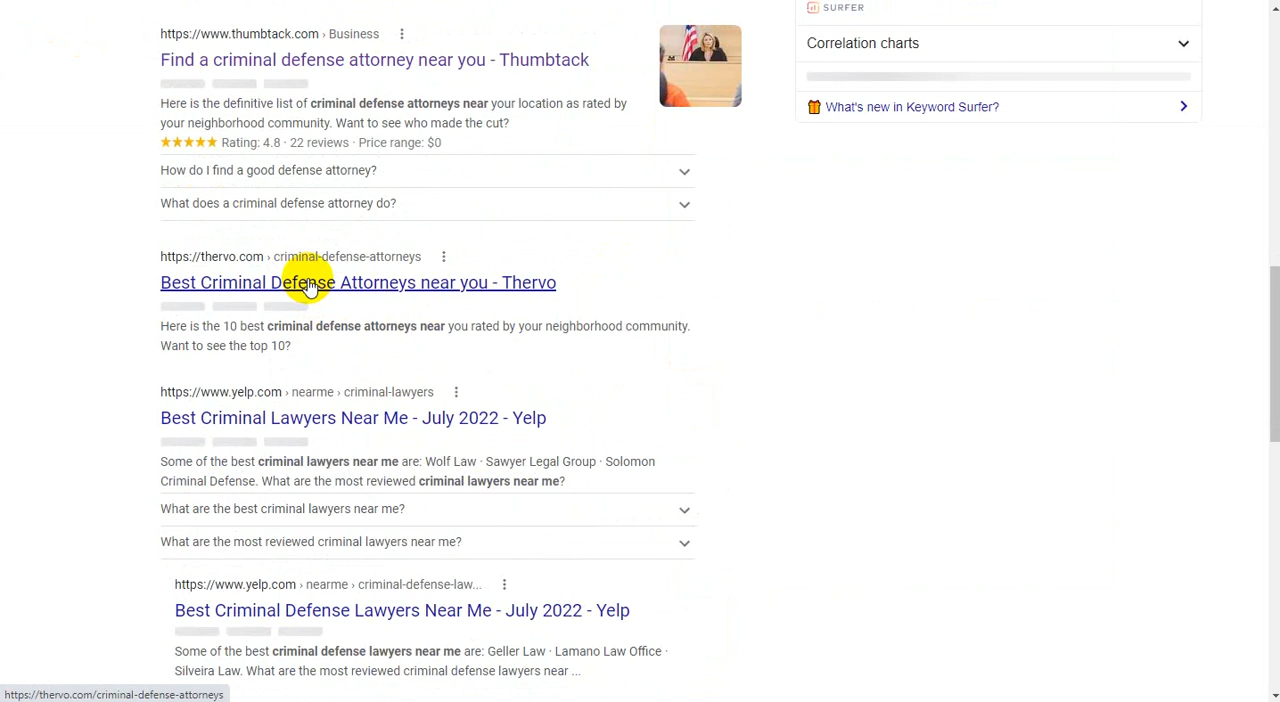 https://www.thumbtack.com › Business
Find a criminal defense attorney near you - Thumbtack
Here is the definitive list of criminal defense attorneys near your location as rated by
your neighborhood community. Want to see who made the cut?
Rating: 4.8 · 22 reviews · Price range: $0
How do I find a good defense attorney?
What does a criminal defense attorney do?
https://thervo.com › criminal-defense-attorneys
Best Criminal Defense Attorneys near you - Thervo
Here is the 10 best criminal defense attorneys near you rated by your neighborhood community.
Want to see the top 10?
https://www.yelp.com › nearme › criminal-lawyers
Best Criminal Lawyers Near Me - July 2022 - Yelp
Some of the best criminal lawyers near me are: Wolf Law · Sawyer Legal Group · Solomon
Criminal Defense. What are the most reviewed criminal lawyers near me?
What are the best criminal lawyers near me?
What are the most reviewed criminal lawyers near me?
https://www.yelp.com › nearme › criminal-defense-law...
Best Criminal Defense Lawyers Near Me - July 2022 - Yelp
Some of the best criminal defense lawyers near me are: Geller Law · Lamano Law Office ·
Silveira Law. What are the most reviewed criminal defense lawyers near ...
SURFER
Correlation charts
What's new in Keyword Surfer?
https://thervo.com/criminal-defense-attorneys